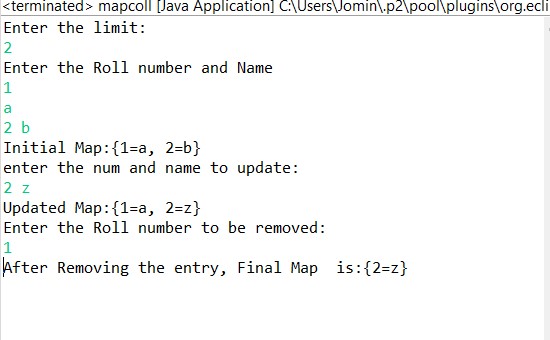 <terminated> mapcoll [Java Application] C:\Users\Jomin\.p2\pool\plugins\org.ecli
Enter the limit:
2
Enter the Roll number and Name
1
a
2 b
Initial Map:{1=a, 2=b}
enter the num and name to update:
2 z
Updated Map:{1=a, 2=z}
Enter the Roll number to be removed:
1
After Removing the entry, Final Map  is:{2=z}